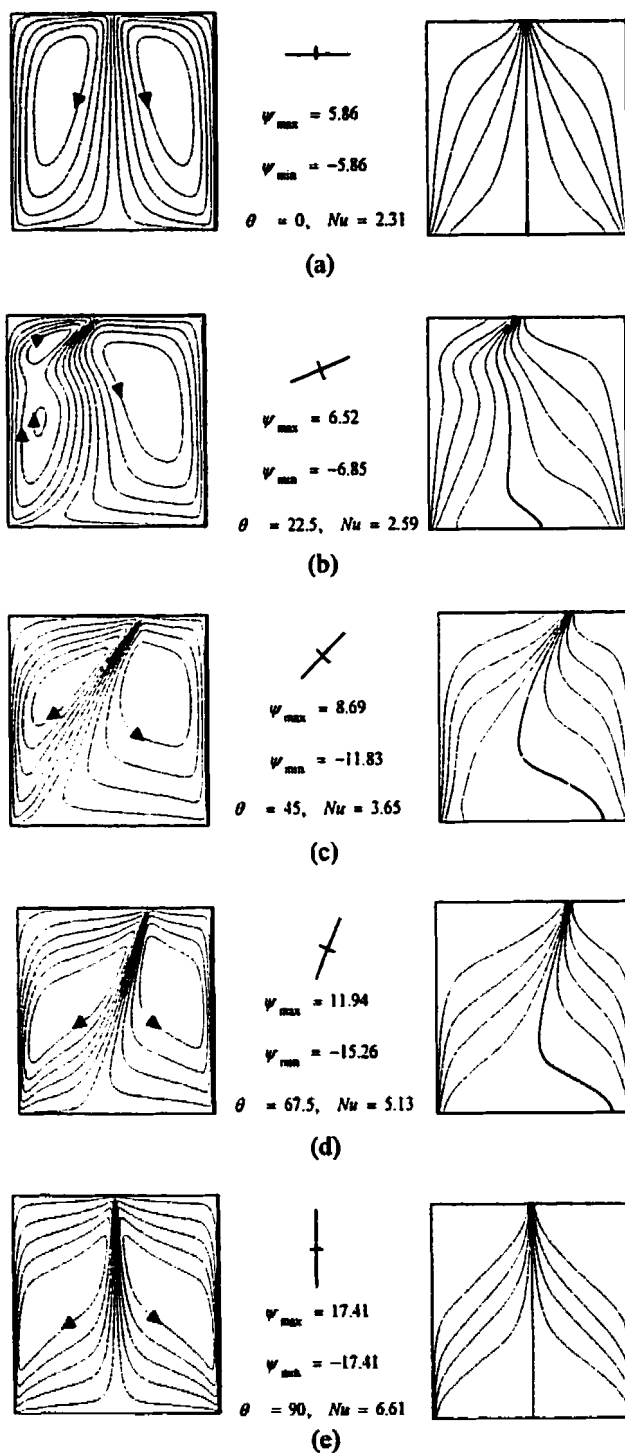 ψmax = 5.86
ψmin = −5.86
θ = 0, Nu = 2.31
(a)
ψmax = 6.52
ψmin = −6.85
θ = 22.5, Nu = 2.59
(b)
ψmax = 8.69
ψmin = −11.83
θ = 45, Nu = 3.65
(c)
ψmax = 11.94
ψmin = −15.26
θ = 67.5, Nu = 5.13
(d)
ψmax = 17.41
ψmin = −17.41
θ = 90, Nu = 6.61
(e)